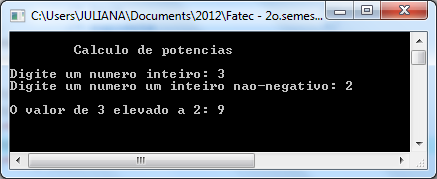 C:\Users\JULIANA\Documents\2012\Fatec - 2o.semes...
Calculo de potencias
Digite um numero inteiro: 3
Digite um numero um inteiro nao-negativo: 2
O valor de 3 elevado a 2: 9